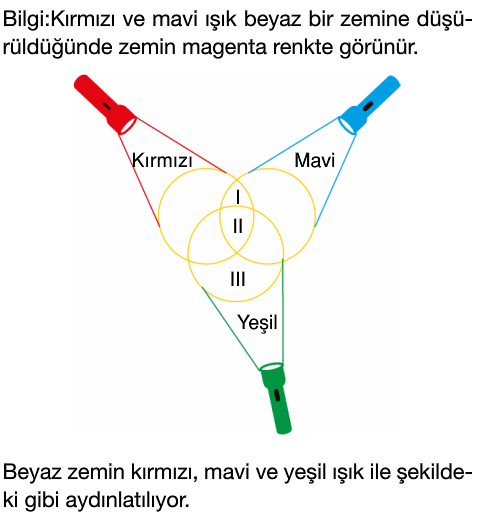 Bilgi:Kırmızı ve mavi ışık beyaz bir zemine düşü-
rüldüğünde zemin magenta renkte görünür.
Kırmızı
Mavi
I
II
III
Yeşil
Beyaz zemin kırmızı, mavi ve yeşil ışık ile şekilde-
ki gibi aydınlatılıyor.